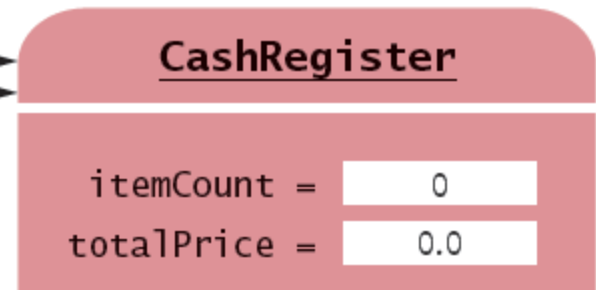 CashRegister
itemCount = 0
totalPrice = 0.0